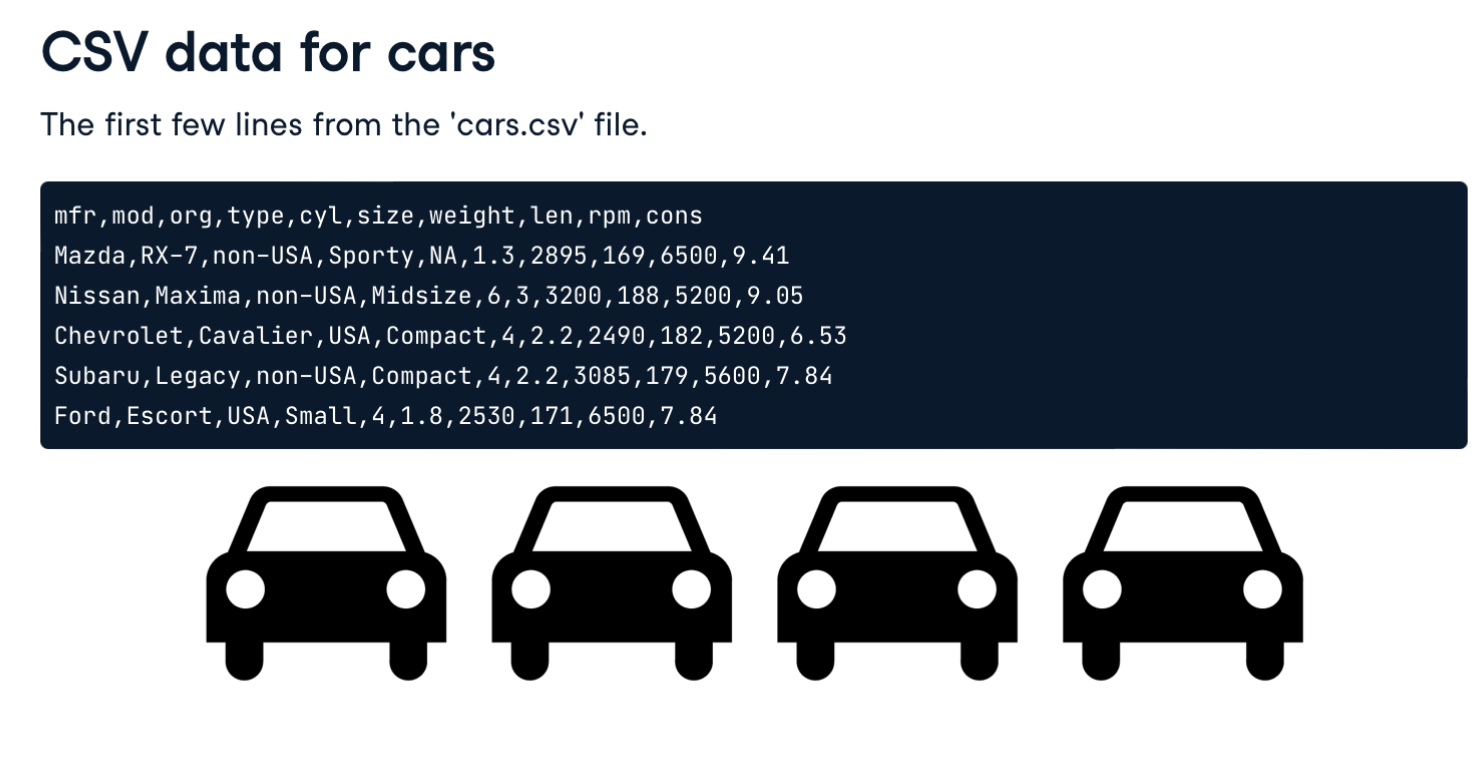 CSV data for cars
The first few lines from the 'cars.csv' file.
mfr,mod,org,type,cyl,size,weight,len,rpm,cons
Mazda,RX-7,non-USA,Sporty,NA,1.3,2895,169,6500,9.41
Nissan,Maxima,non-USA,Midsize,6,3,3200,188,5200,9.05
Chevrolet,Cavalier,USA,Compact,4,2.2,2490,182,5200,6.53
Subaru,Legacy,non-USA,Compact,4,2.2,3085,179,5600,7.84
Ford,Escort,USA,Small,4,1.8,2530,171,6500,7.84